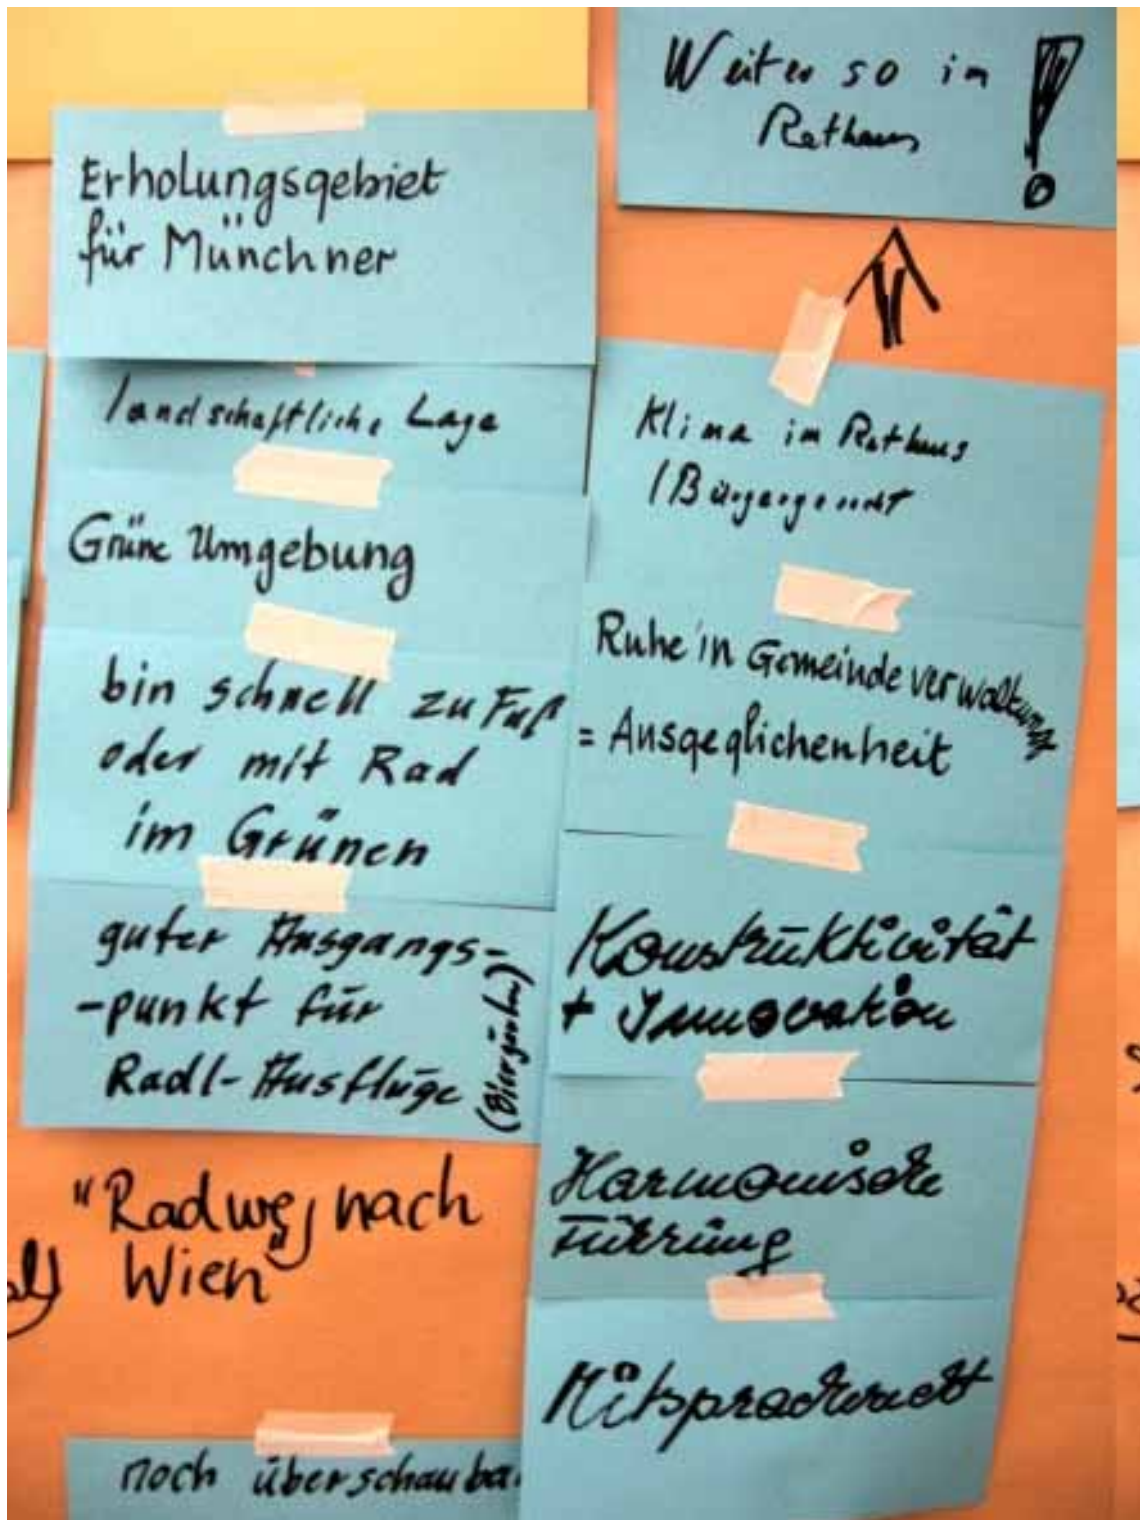 Erholungsgebiet
für Münchner
landschaftliche Lage
Grüne Umgebung
bin schnell zu Fuß
oder mit Rad
im Grünen
guter Ausgangs-
-punkt für
Radl-Ausflüge
(Biergärten)
"Radweg nach
Wien"
noch überschaubar
Weiter so im
Rathaus !
Klima im Rathaus
Ruhe in Gemeindeverwaltung
= Ausgeglichenheit
Konstruktivität
+ Innovation
Harmonische
Führung
Mitspracherecht